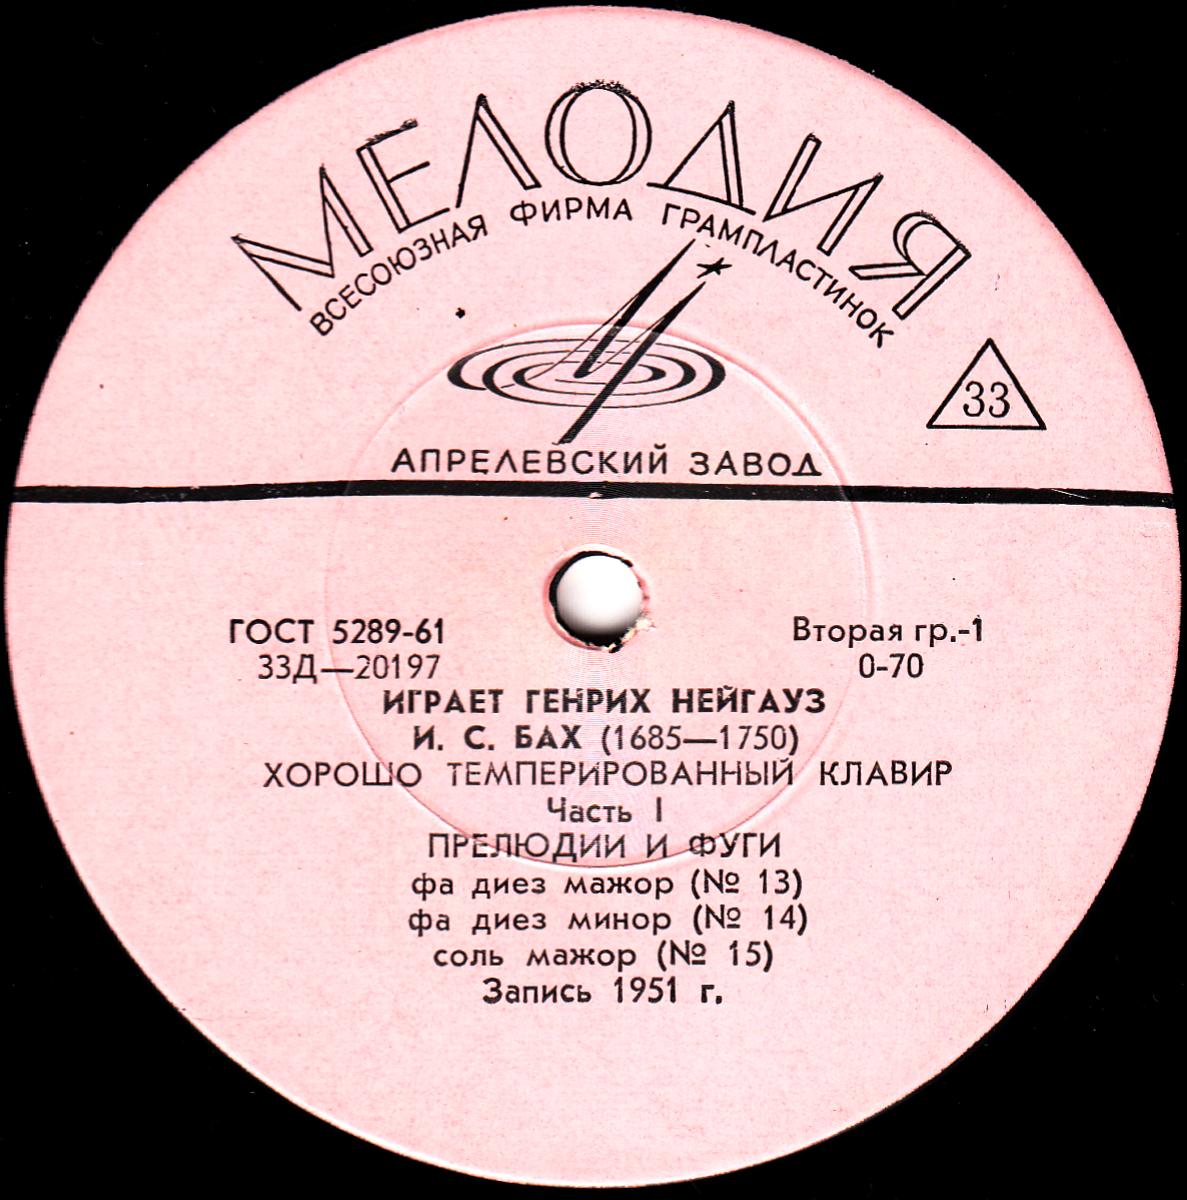 МЕЛОДИЯ
ВСЕСОЮЗНАЯ ФИРМА ГРАМПЛАСТИНОК
33
АПРЕЛЕВСКИЙ ЗАВОД
ГОСТ 5289-61
Вторая гр.-1
33Д—20197
0-70
ИГРАЕТ ГЕНРИХ НЕЙГАУЗ
И. С. БАХ (1685—1750)
ХОРОШО ТЕМПЕРИРОВАННЫЙ КЛАВИР
Часть I
ПРЕЛЮДИИ И ФУГИ
фа диез мажор (№ 13)
фа диез минор (№ 14)
соль мажор (№ 15)
Запись 1951 г.